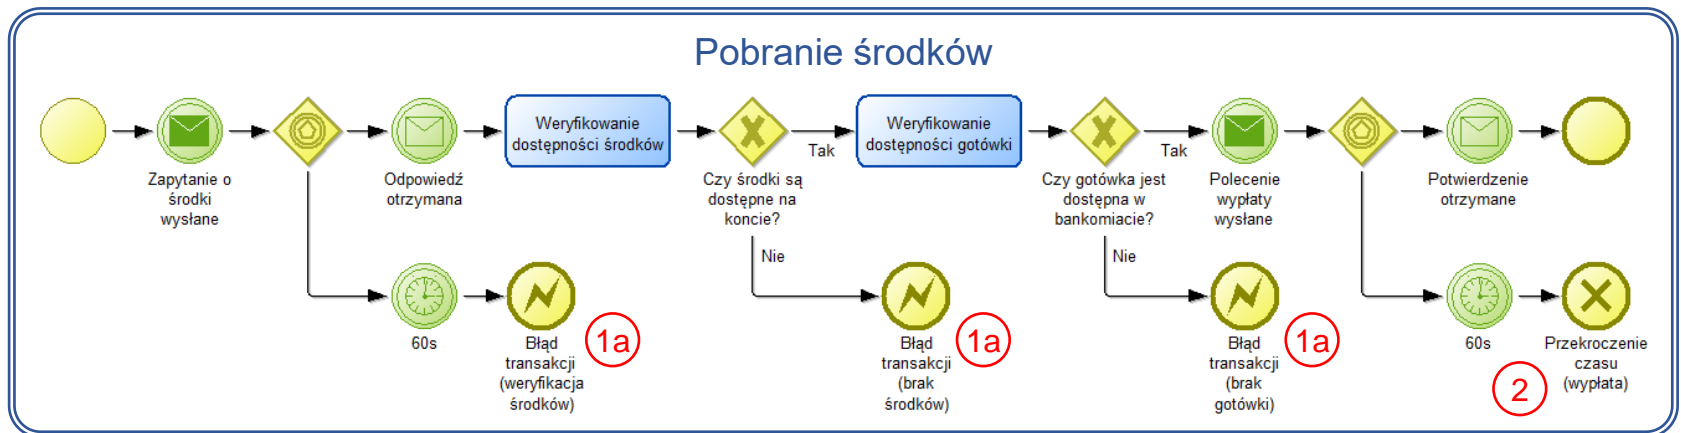 Pobranie środków
Weryfikowanie
dostępności środków
Weryfikowanie
dostępności gotówki
Tak
Tak
Zapytanie o
środki
wysłane
Odpowiedź
otrzymana
Czy środki są
dostępne na
koncie?
Czy gotówka jest
dostępna w
bankomiacie?
Polecenie
wypłaty
wysłane
Potwierdzenie
otrzymane
Nie
Nie
60s
Błąd
transakcji
(weryfikacja
środków)
1a
Błąd
transakcji
(brak
środków)
1a
Błąd
transakcji
(brak
gotówki)
1a
60s
2
Przekroczenie
czasu
(wypłata)